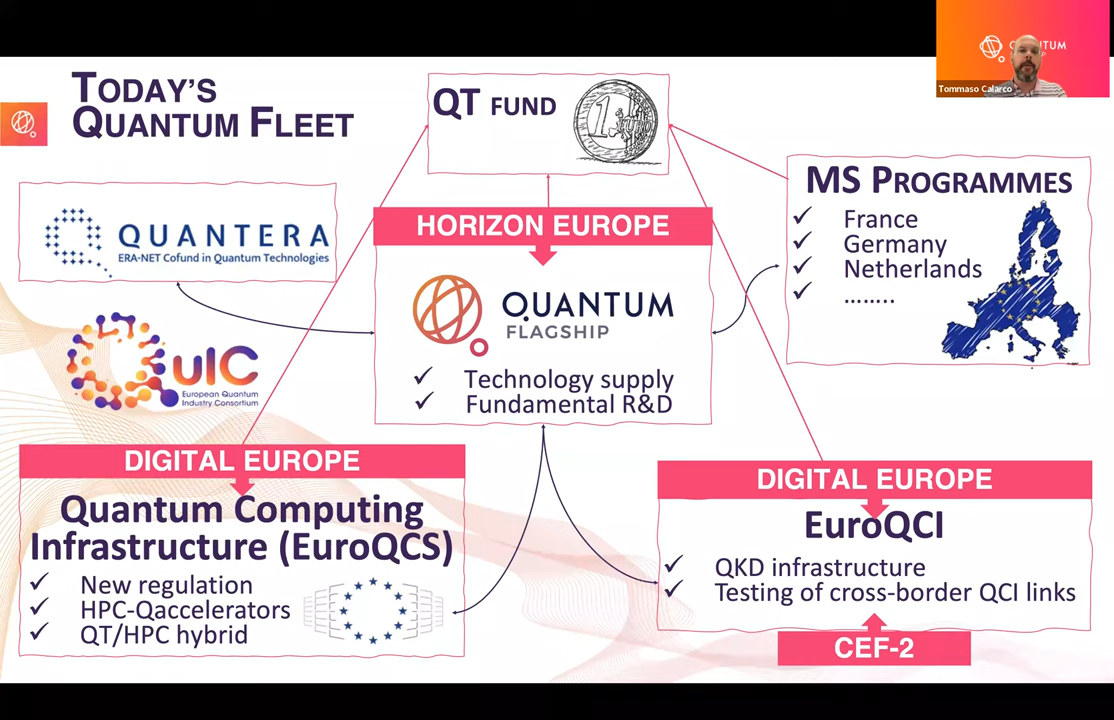 TODAY'S
QUANTUM FLEET
QT FUND
1 EURO
QUANTUM
Tommaso Calarco
QUANTERA
ERA-NET Cofund in Quantum Technologies
HORIZON EUROPE
QUANTUM
FLAGSHIP
✓ Technology supply
✓ Fundamental R&D
MS PROGRAMMES
✓ France
✓ Germany
✓ Netherlands
✓ ........
QuIC
European Quantum
Industry Consortium
DIGITAL EUROPE
Quantum Computing
Infrastructure (EuroQCS)
✓ New regulation
✓ HPC-Qaccelerators
✓ QT/HPC hybrid
DIGITAL EUROPE
EuroQCI
✓ QKD infrastructure
✓ Testing of cross-border QCI links
CEF-2